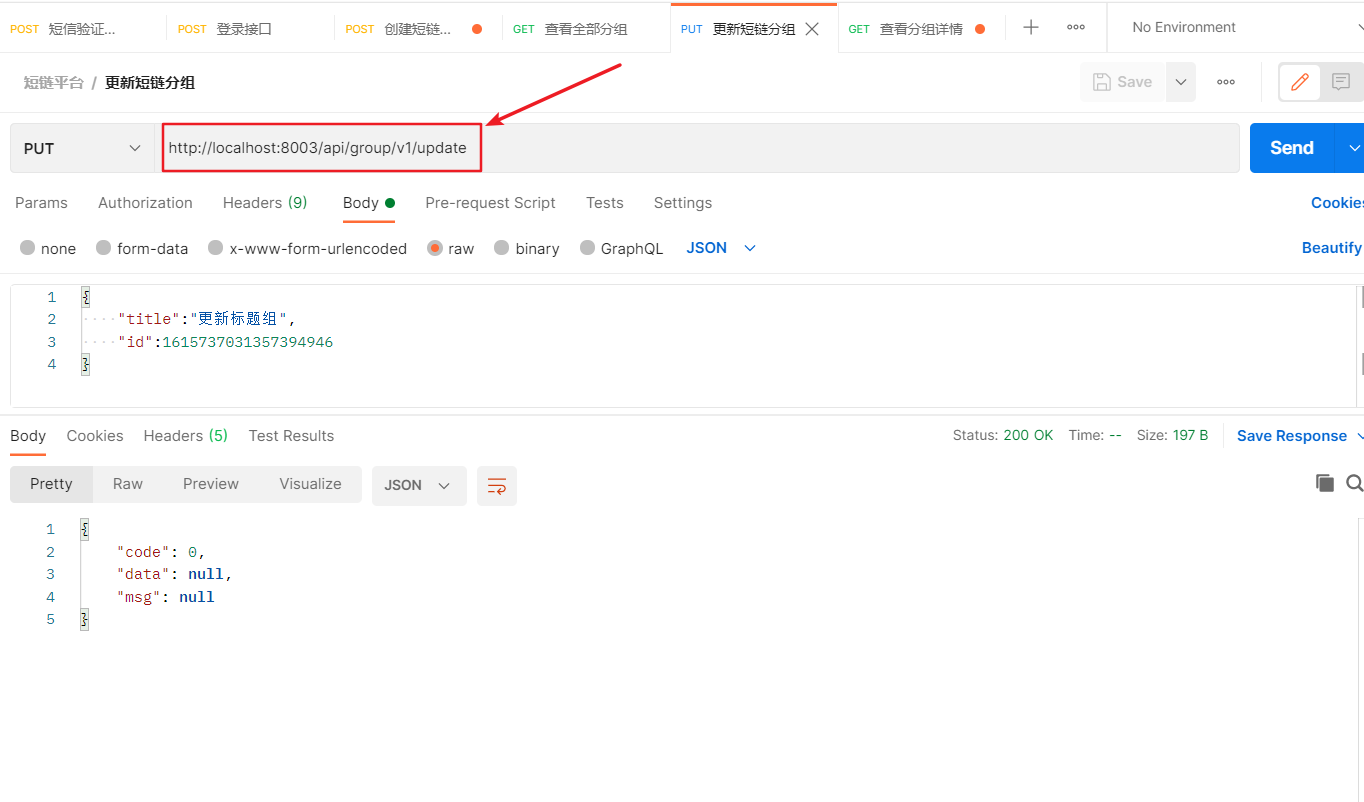 POST 短信验证... POST 登录接口 POST 创建短链... GET 查看全部分组 PUT 更新短链分组 GET 查看分组详情 No Environment
短链平台 / 更新短链分组 Save
PUT http://localhost:8003/api/group/v1/update Send
Params Authorization Headers (9) Body Pre-request Script Tests Settings Cookies
none form-data x-www-form-urlencoded raw binary GraphQL JSON Beautify
1 {
2 "title":"更新标题组",
3 "id":1615737031357394946
4 }
Body Cookies Headers (5) Test Results Status: 200 OK Time: -- Size: 197 B Save Response
Pretty Raw Preview Visualize JSON
1 {
2 "code": 0,
3 "data": null,
4 "msg": null
5 }